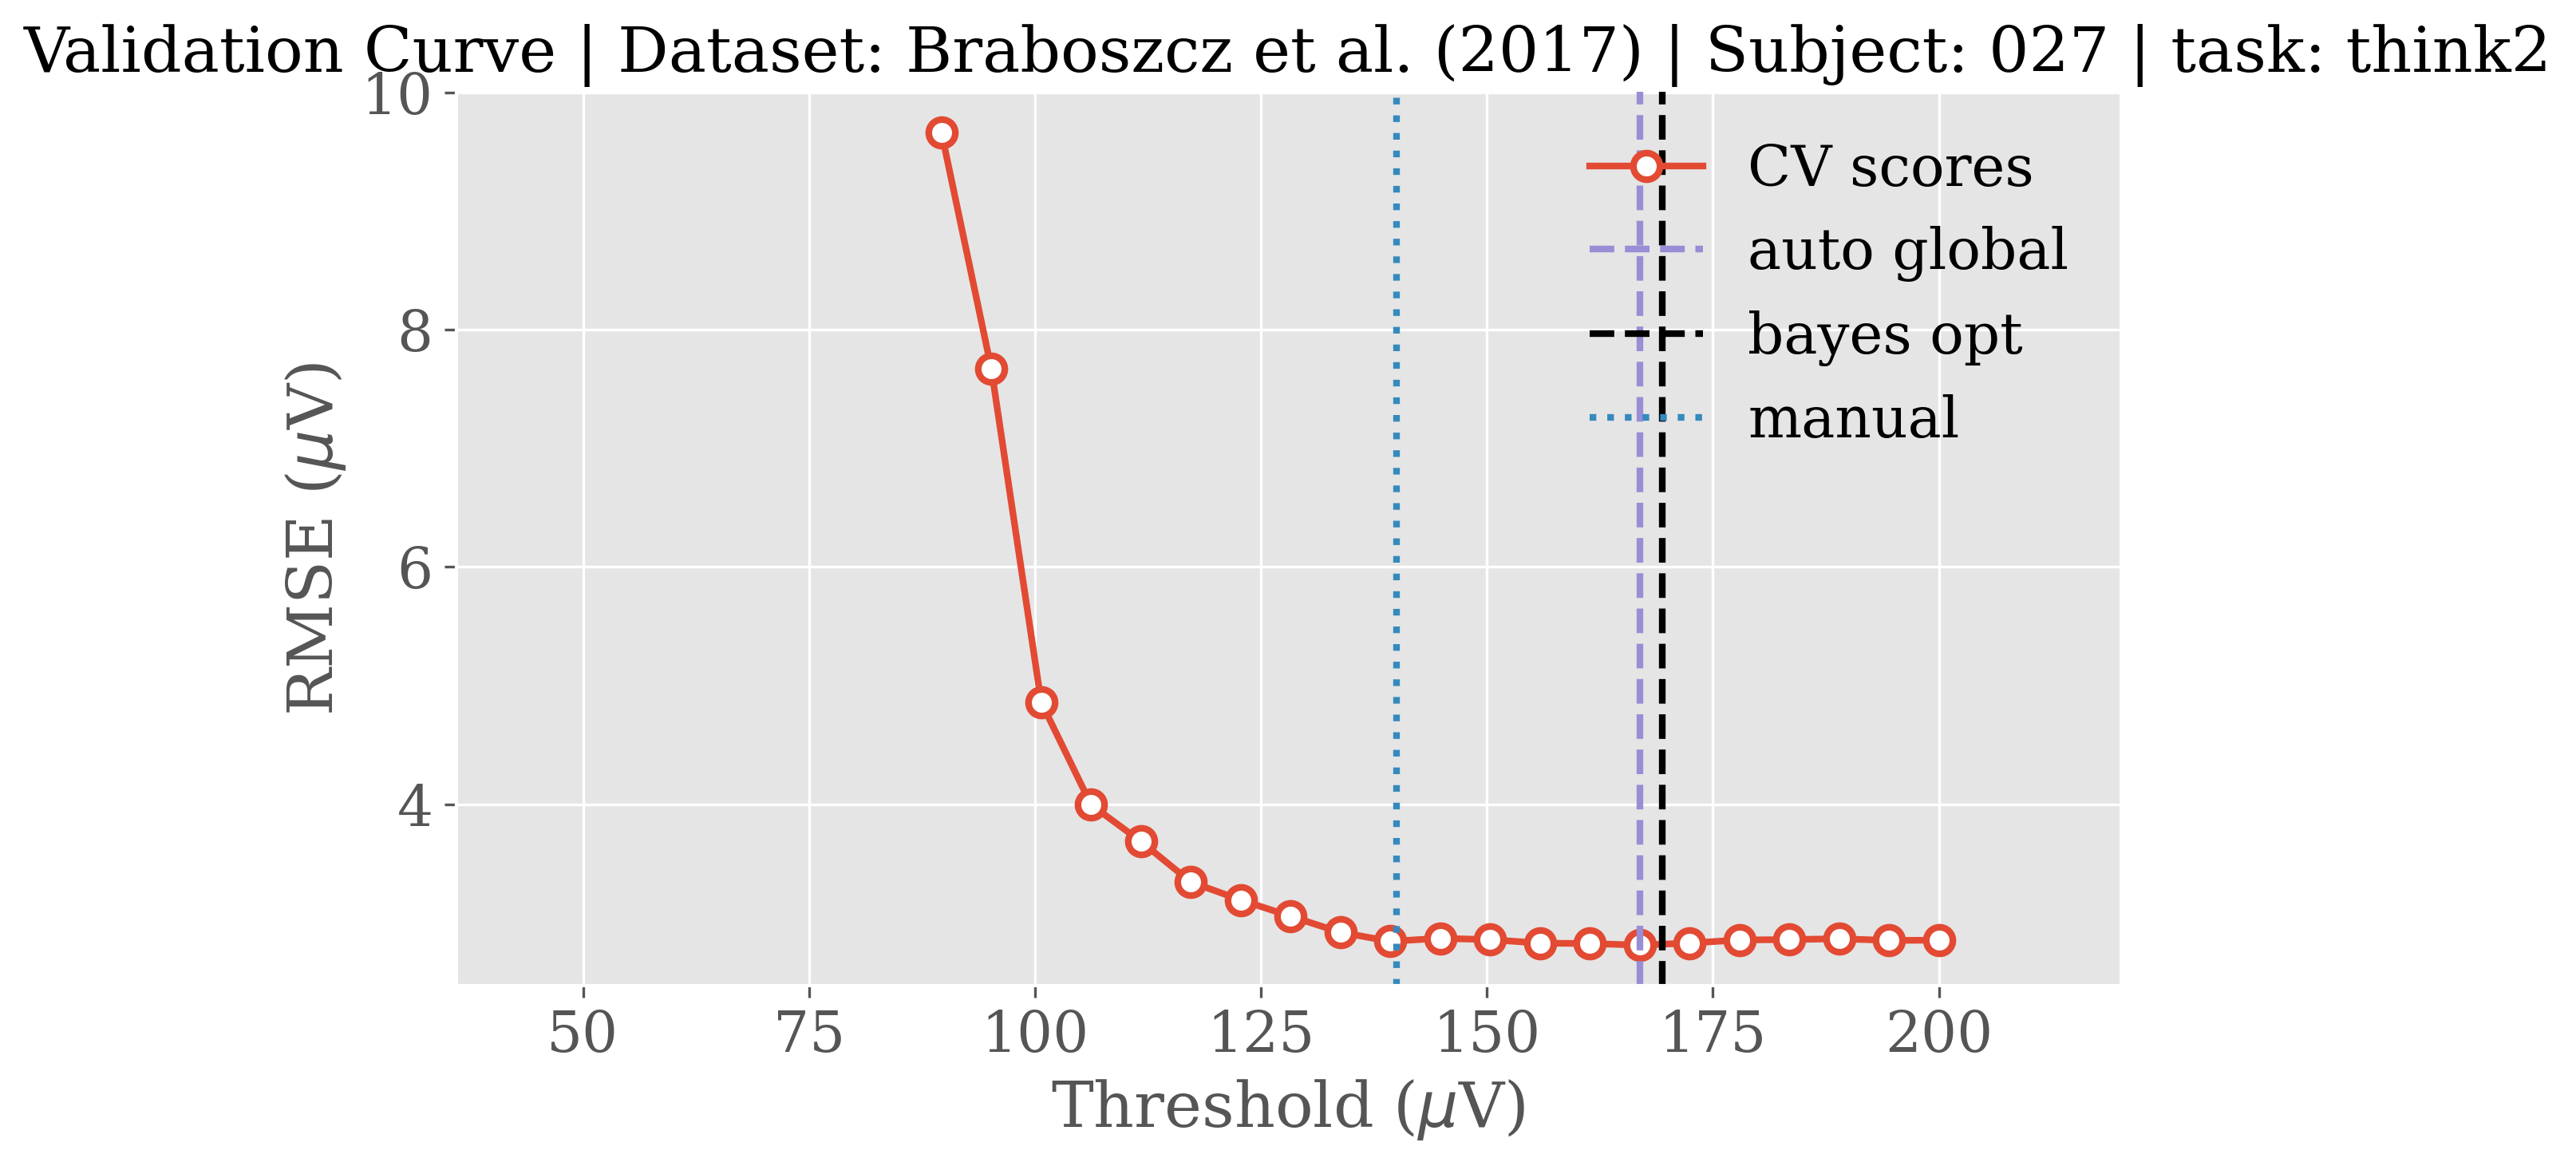 Validation Curve | Dataset: Braboszcz et al. (2017) | Subject: 027 | task: think2
10
8
6
4
RMSE (μV)
CV scores
auto global
bayes opt
manual
50 75 100 125 150 175 200
Threshold (μV)